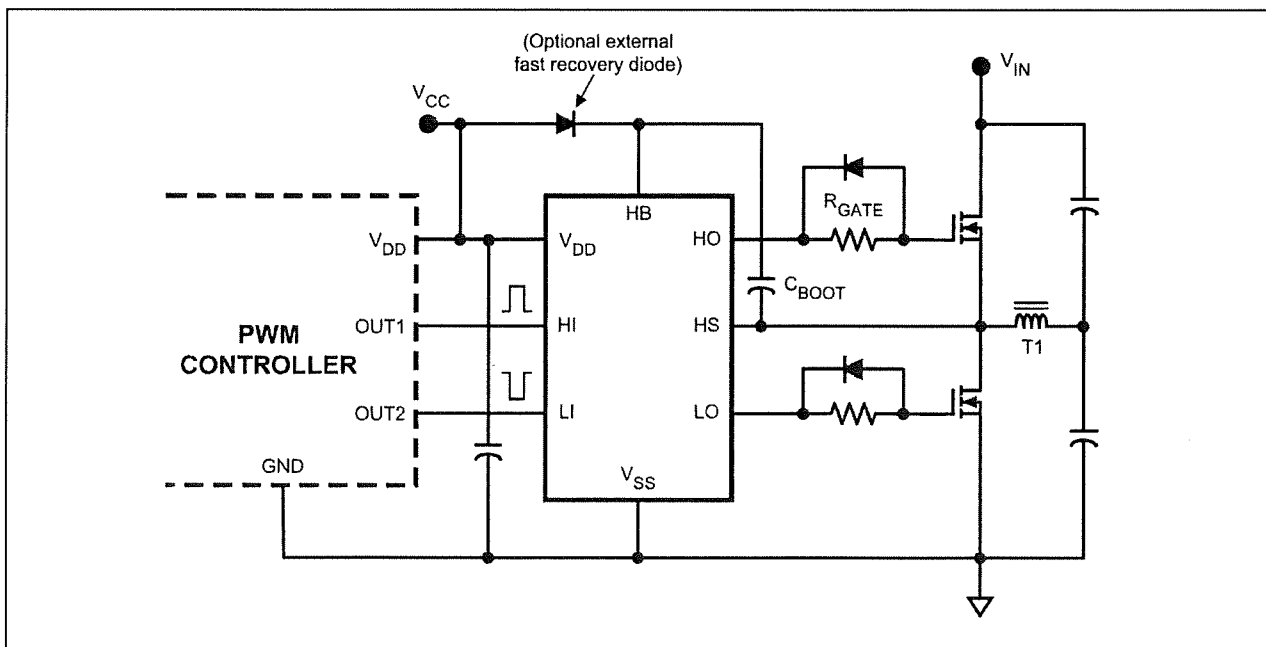 (Optional external
fast recovery diode)
VCC
VIN
HB
RGATE
VDD
VDD
HO
CBOOT
PWM
CONTROLLER
OUT1
HI
HS
T1
OUT2
LI
LO
GND
VSS